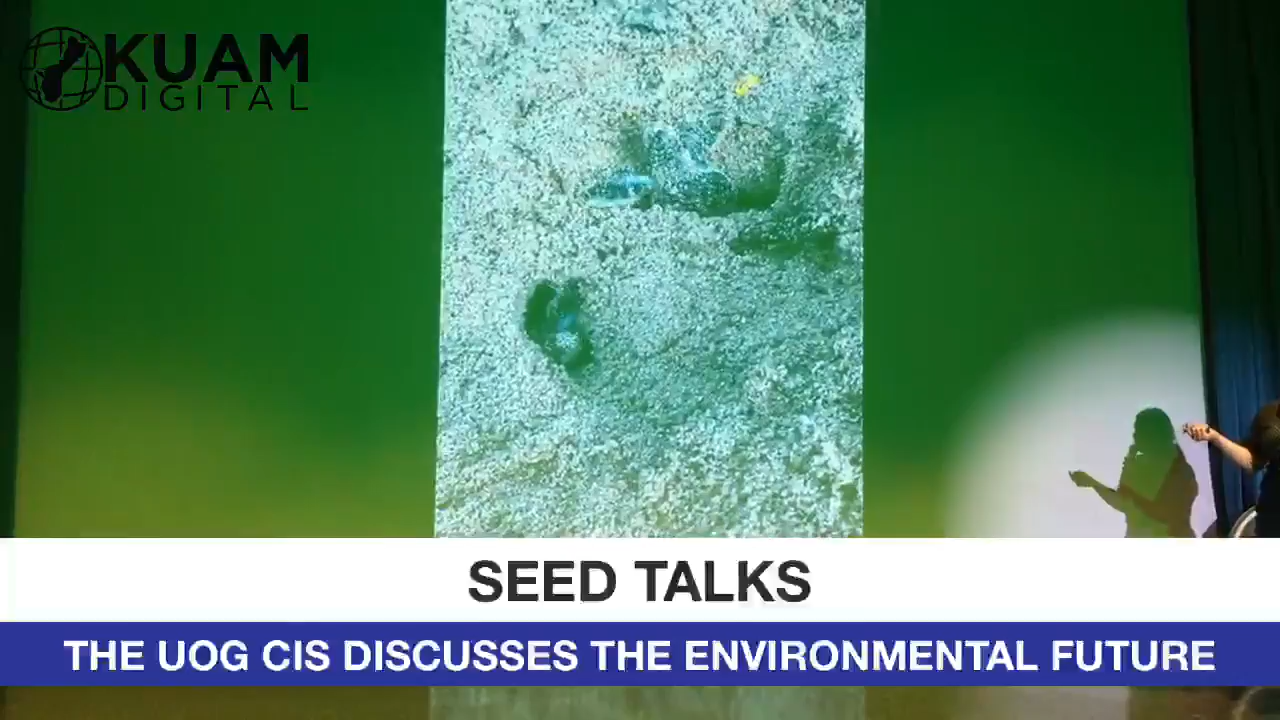 KUAM
DIGITAL
SEED TALKS
THE UOG CIS DISCUSSES THE ENVIRONMENTAL FUTURE